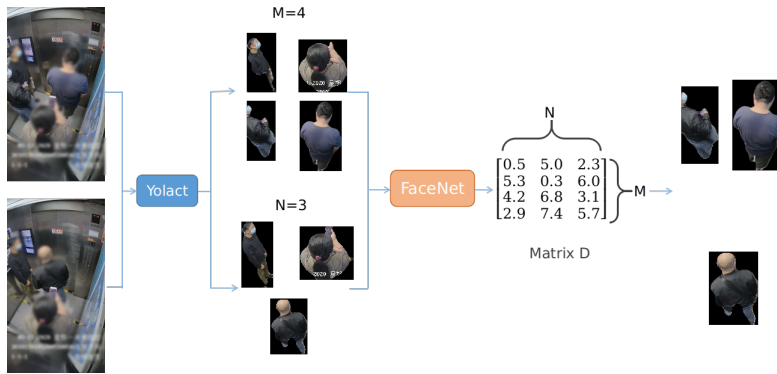 M=4
Yolact
N=3
FaceNet
N
0.5 5.0 2.3
5.3 0.3 6.0
4.2 6.8 3.1
2.9 7.4 5.7
M
Matrix D